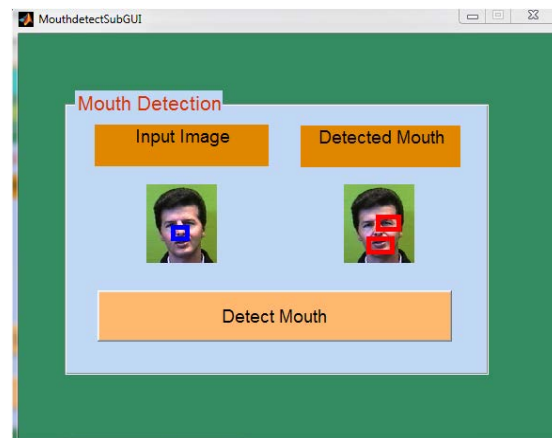 MouthdetectSubGUI
Mouth Detection
Input Image
Detected Mouth
Detect Mouth